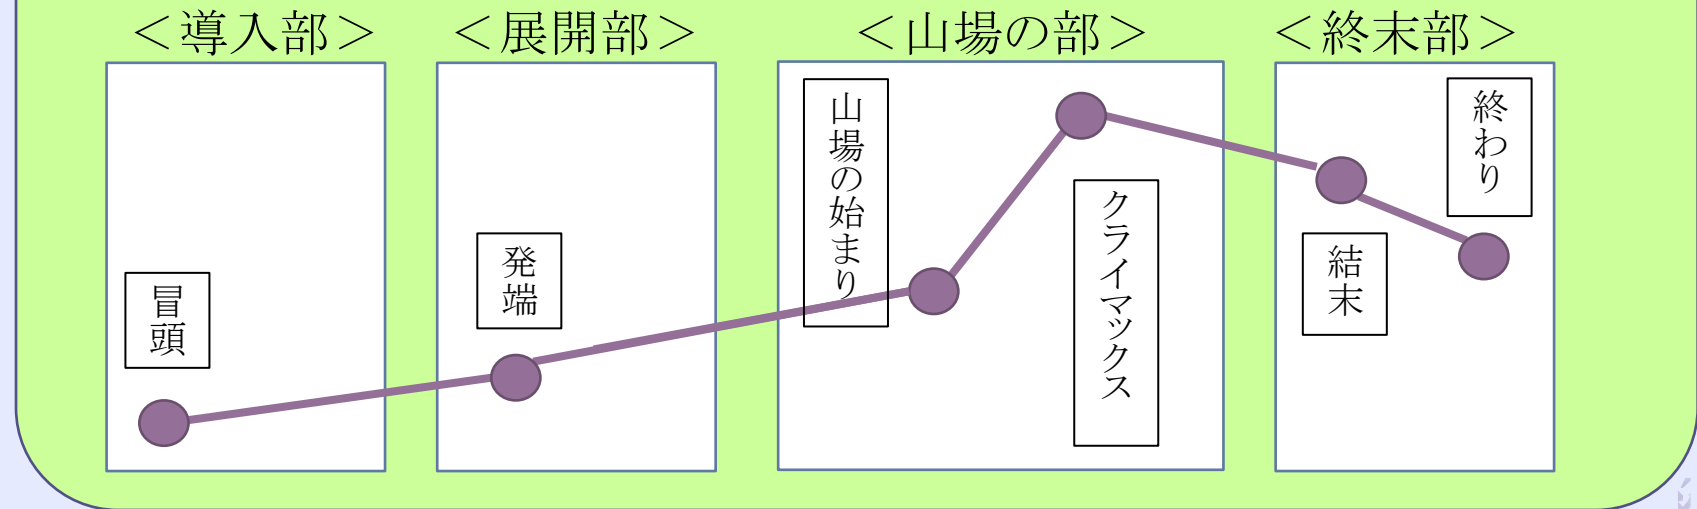 ＜導入部＞
＜展開部＞
＜山場の部＞
＜終末部＞
冒頭
発端
山場の始まり
クライマックス
結末
終わり